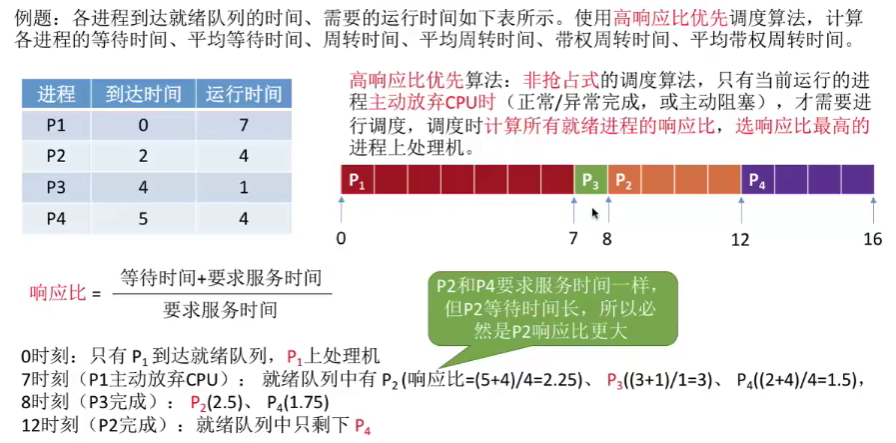 例题：各进程到达就绪队列的时间、需要的运行时间如下表所示。使用高响应比优先调度算法，计算
各进程的等待时间、平均等待时间、周转时间、平均周转时间、带权周转时间、平均带权周转时间。
进程 到达时间 运行时间
P1 0 7
P2 2 4
P3 4 1
P4 5 4
高响应比优先算法：非抢占式的调度算法，只有当前运行的进
程主动放弃CPU时（正常/异常完成，或主动阻塞），才需要进
行调度，调度时计算所有就绪进程的响应比，选响应比最高的
进程上处理机。
P₁ P₃ P₂ P₄
0 7 8 12 16
响应比 =
等待时间+要求服务时间
要求服务时间
P2和P4要求服务时间一样，
但P2等待时间长，所以必
然是P2响应比更大
0时刻：只有 P₁ 到达就绪队列，P₁上处理机
7时刻（P1主动放弃CPU）： 就绪队列中有 P₂ (响应比=(5+4)/4=2.25)、 P₃((3+1)/1=3)、 P₄((2+4)/4=1.5)，
8时刻（P3完成）： P₂(2.5)、 P₄(1.75)
12时刻（P2完成）：就绪队列中只剩下 P₄